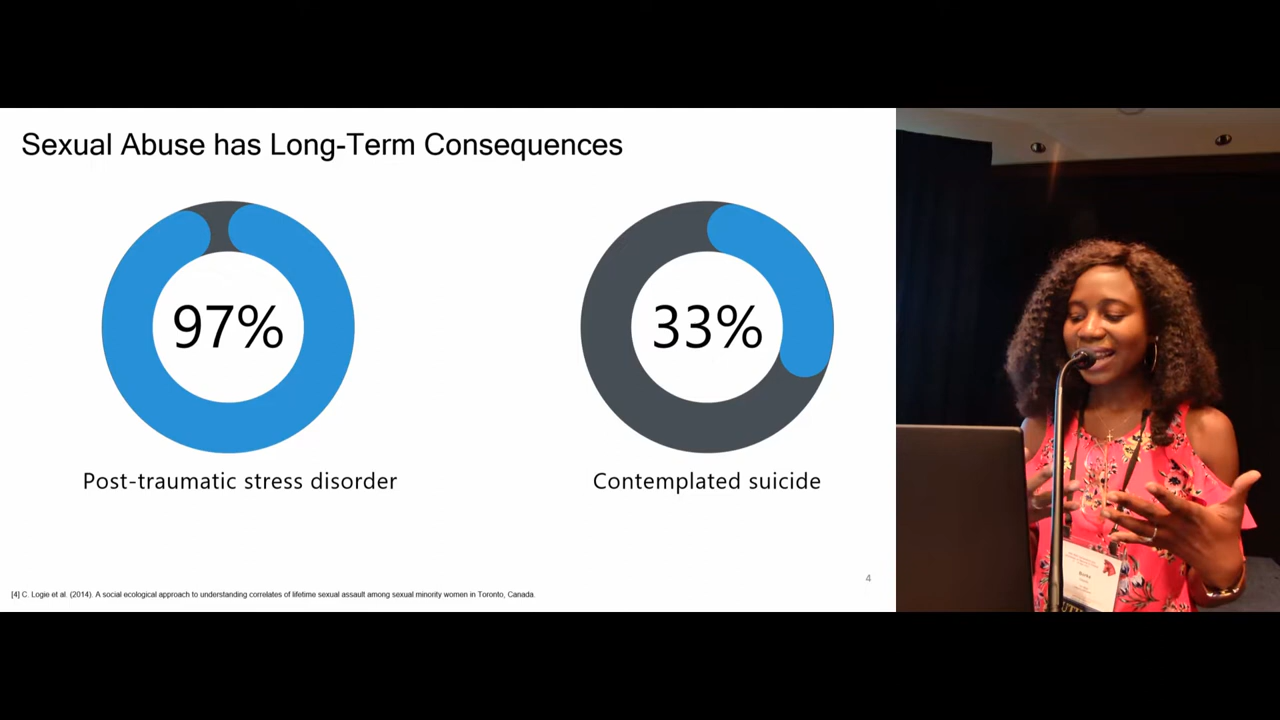 Sexual Abuse has Long-Term Consequences
97%
33%
Post-traumatic stress disorder
Contemplated suicide
4
[4] C. Logie et al. (2014). A social ecological approach to understanding correlates of lifetime sexual assault among sexual minority women in Toronto, Canada.